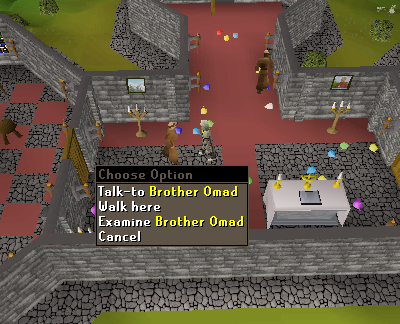 Choose Option
Talk-to Brother Omad
Walk here
Examine Brother Omad
Cancel